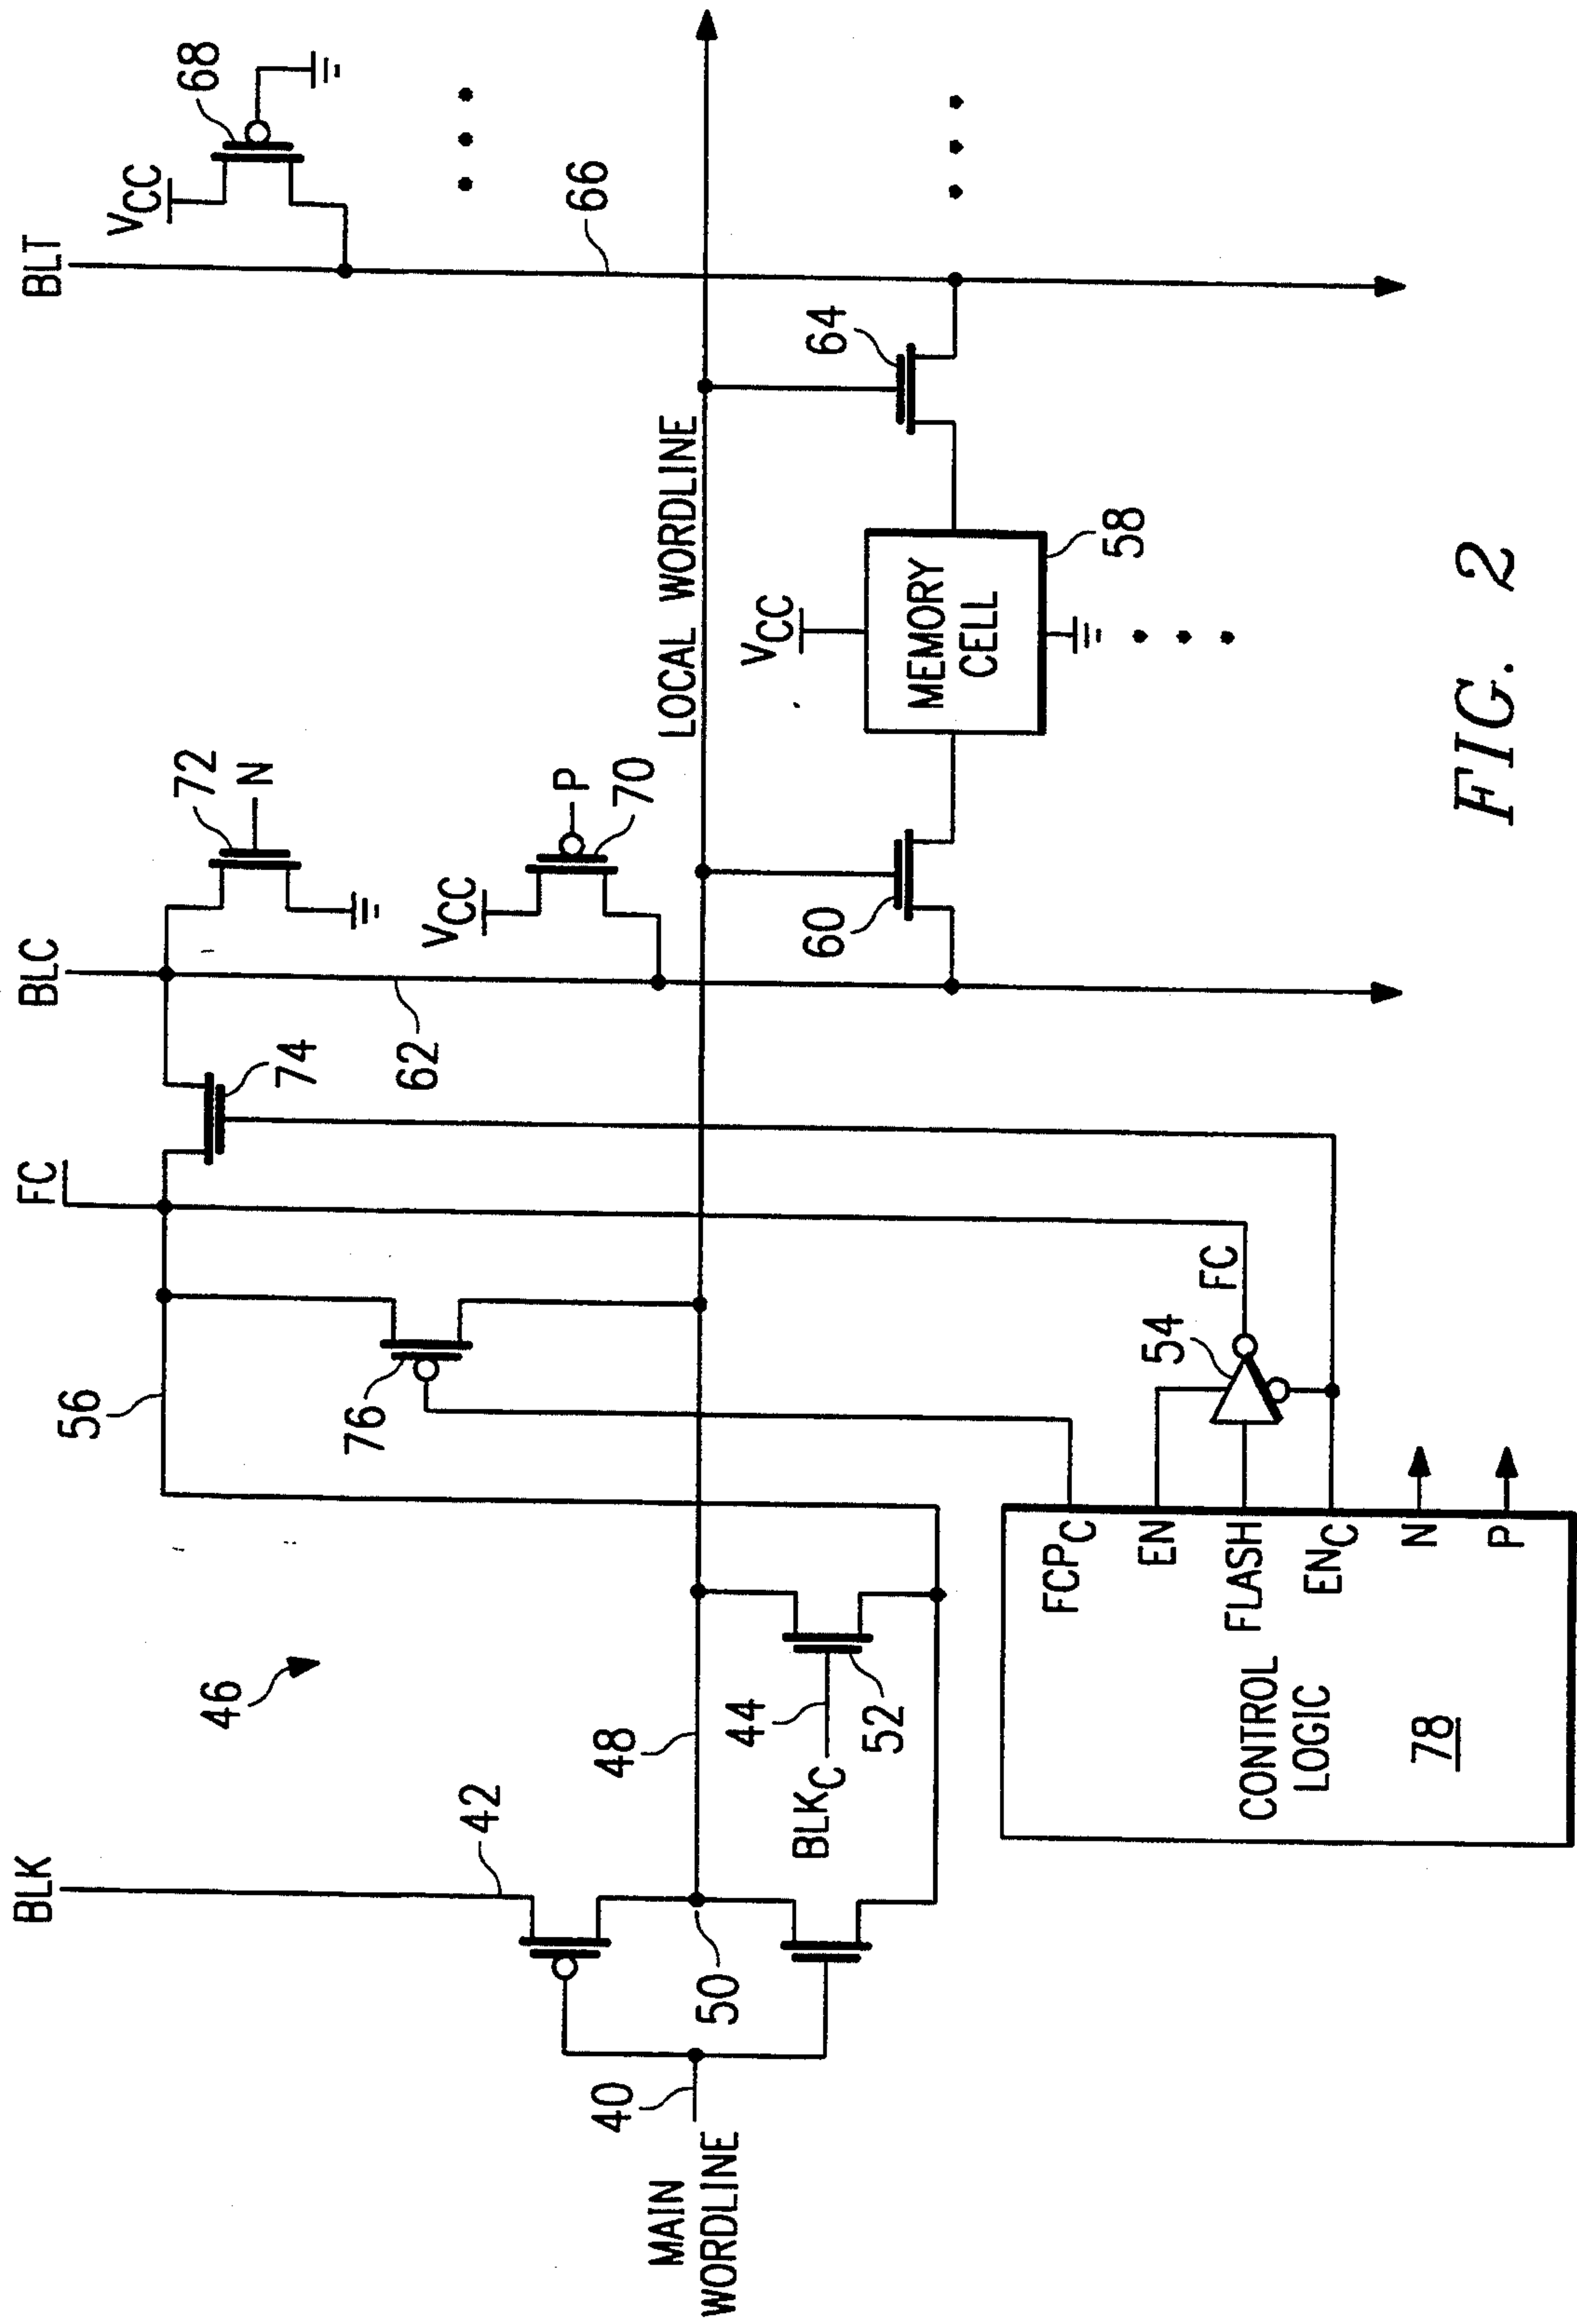 BLK
FC
BLC
BLT
46
42
56
76
74
62
72
N
VCC
P
70
VCC
68
66
MAIN
WORDLINE
40
50
48
LOCAL WORDLINE
BLKC
44
52
60
VCC
MEMORY
CELL
58
64
CONTROL
LOGIC
78
FCPC
EN
FLASH
ENC
N
P
54
FC
FIG. 2